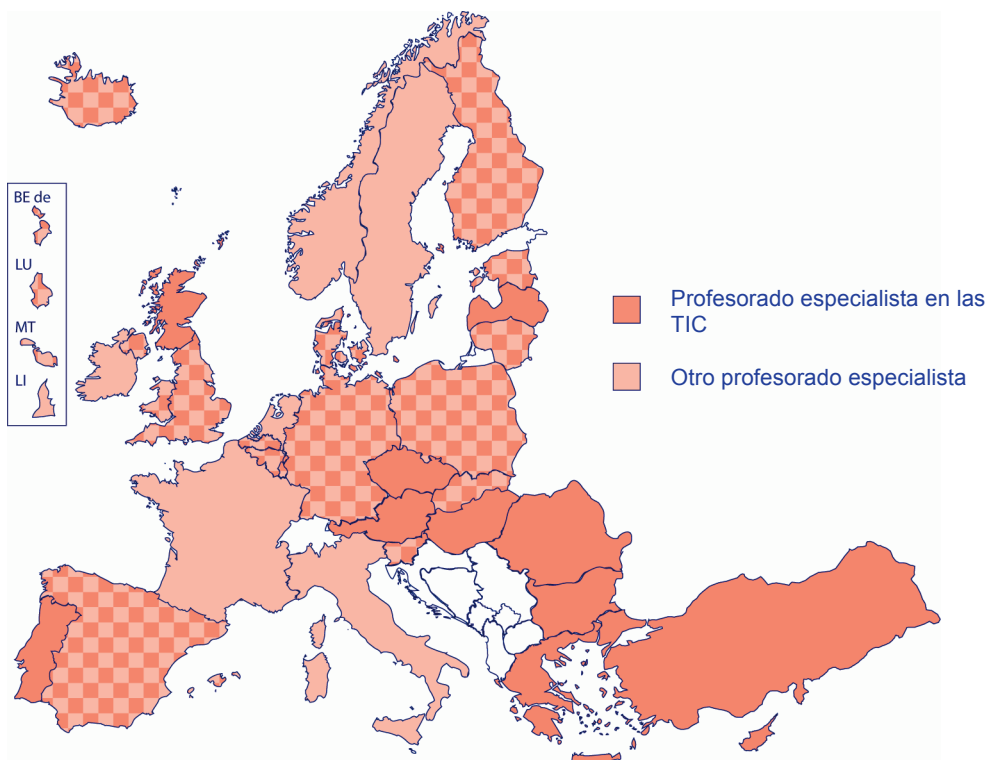 BE de
LU
MT
LI
Profesorado especialista en las
TIC
Otro profesorado especialista